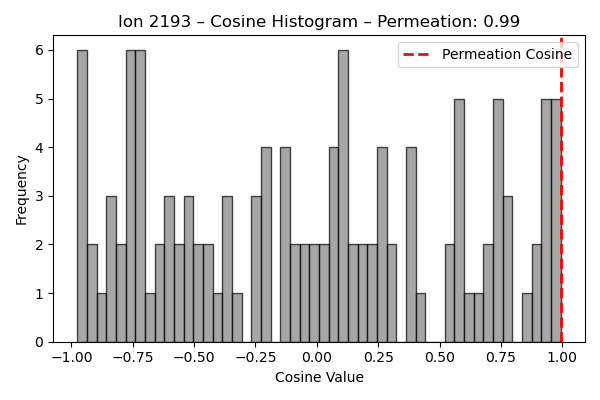 Ion 2193 – Cosine Histogram – Permeation: 0.99
Permeation Cosine
Frequency
6
5
4
3
2
1
0
−1.00 −0.75 −0.50 −0.25 0.00 0.25 0.50 0.75 1.00
Cosine Value